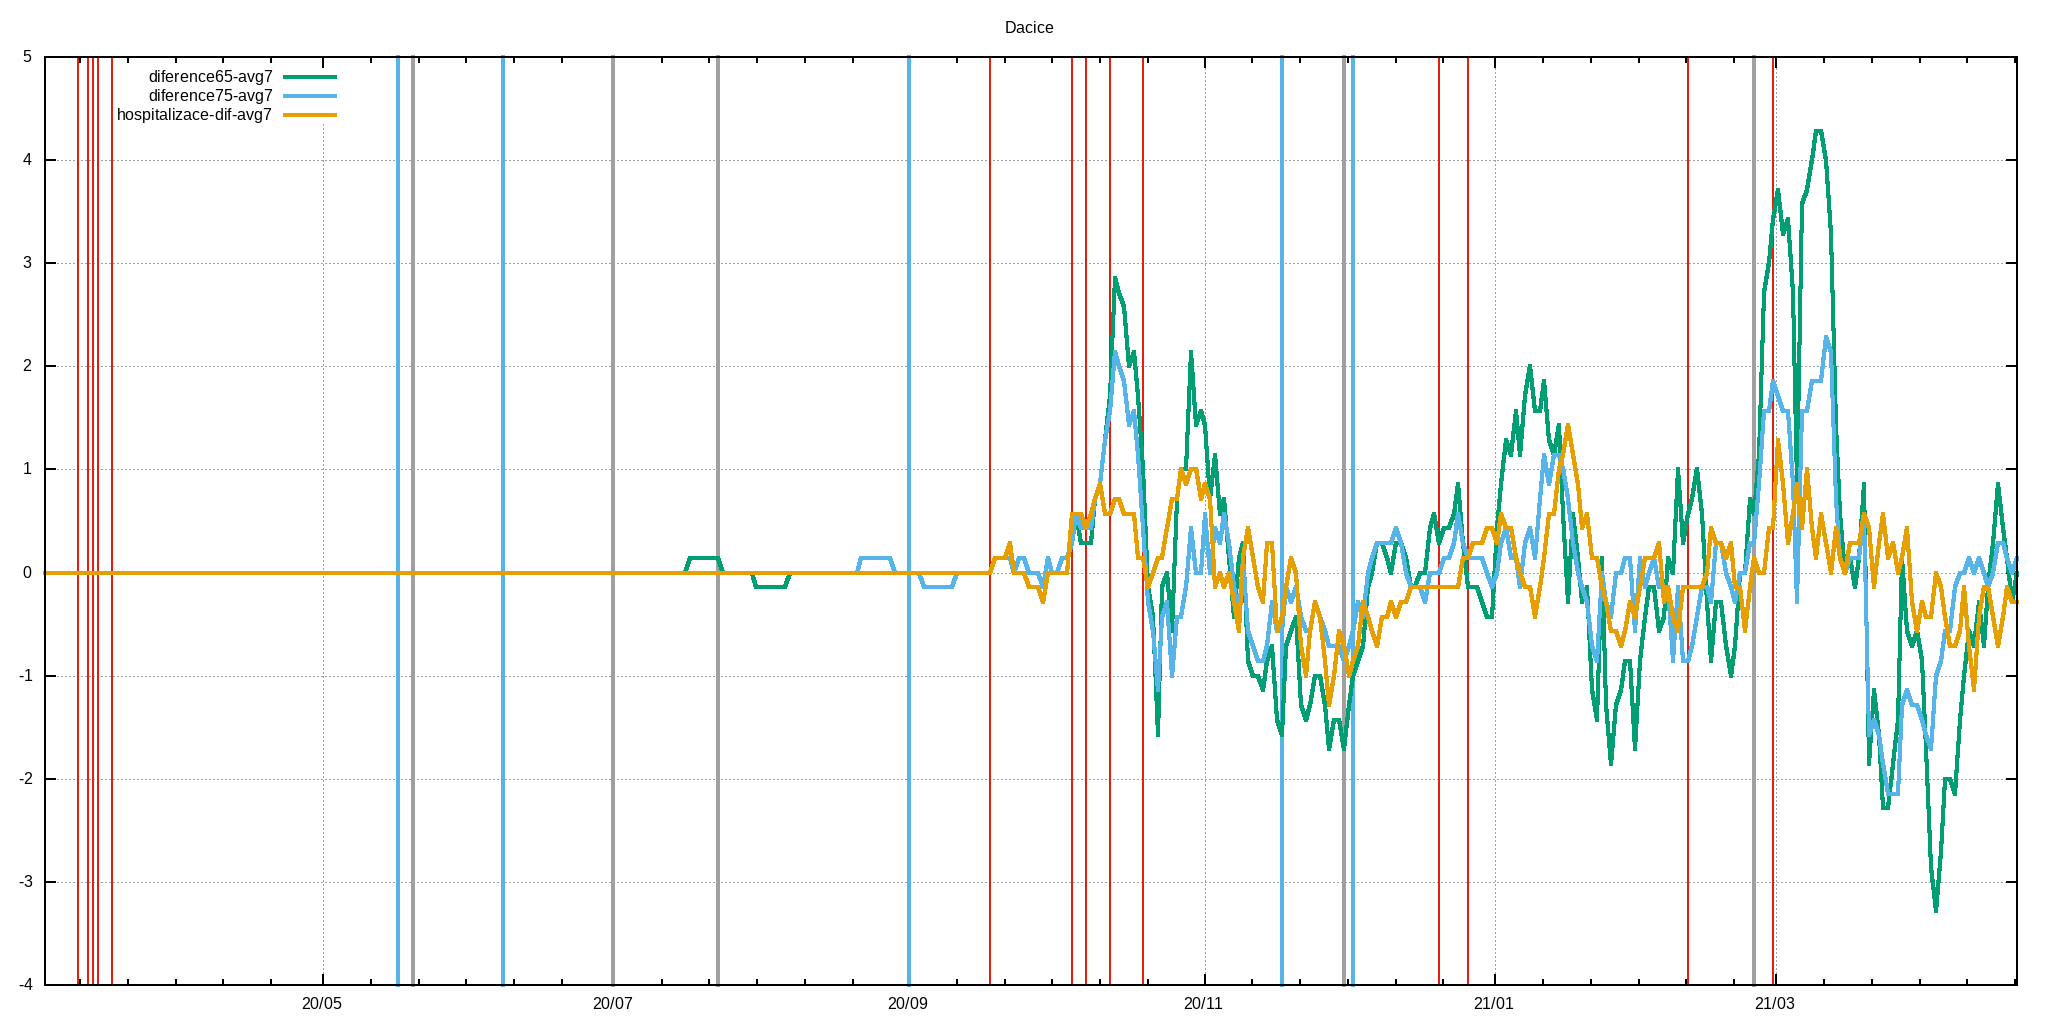 Dacice
5
diference65-avg7
diference75-avg7
hospitalizace-dif-avg7
4
3
2
1
0
-1
-2
-3
-4
20/05 20/07 20/09 20/11 21/01 21/03